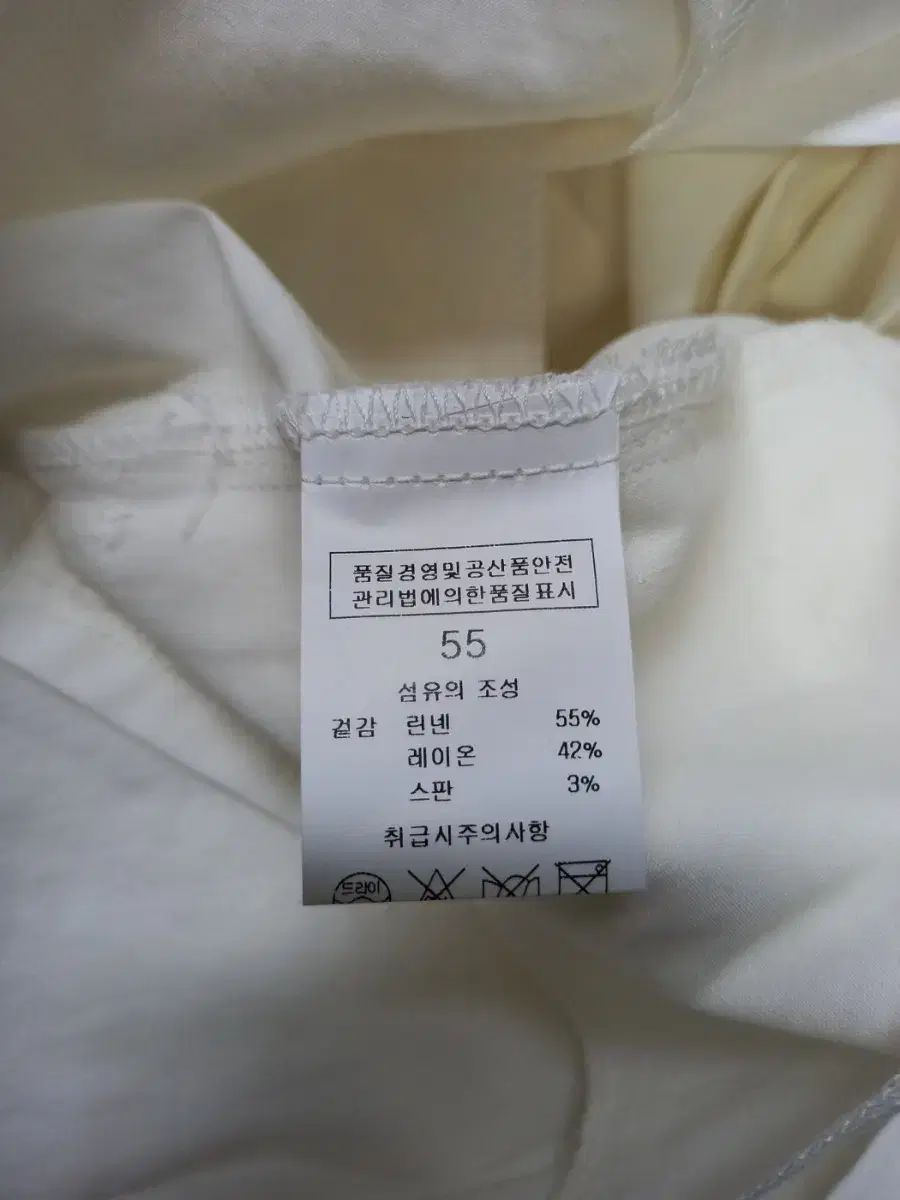 품질경영및공산품안전
관리법에의한품질표시
55
섬유의 조성
겉감 린넨 55%
레이온 42%
스판 3%
취급시주의사항
드라이